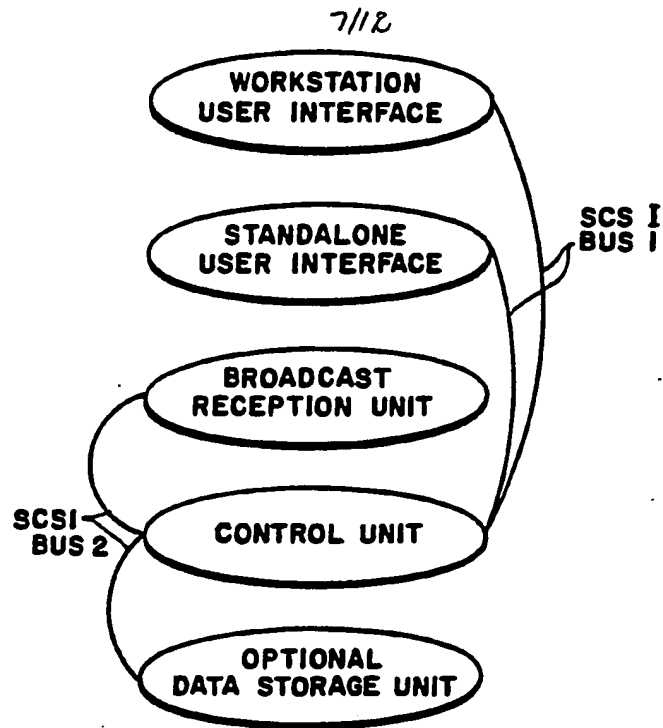 7/12
WORKSTATION
USER INTERFACE
STANDALONE
USER INTERFACE
SCS I
BUS 1
BROADCAST
RECEPTION UNIT
SCSI
BUS 2
CONTROL UNIT
OPTIONAL
DATA STORAGE UNIT